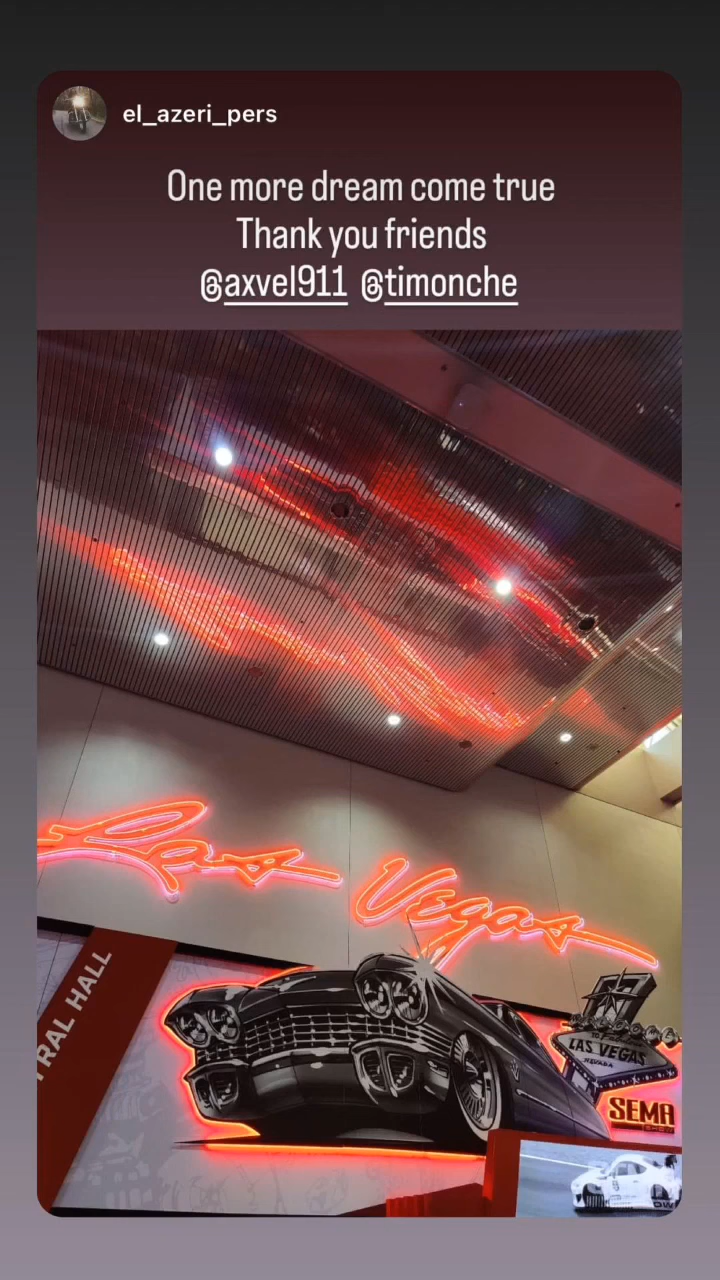 el_azeri_pers
One more dream come true
Thank you friends
@axvel911 @timonche
Las Vegas
TRAL HALL
LAS VEGAS
NEVADA
SEMA
SHOW